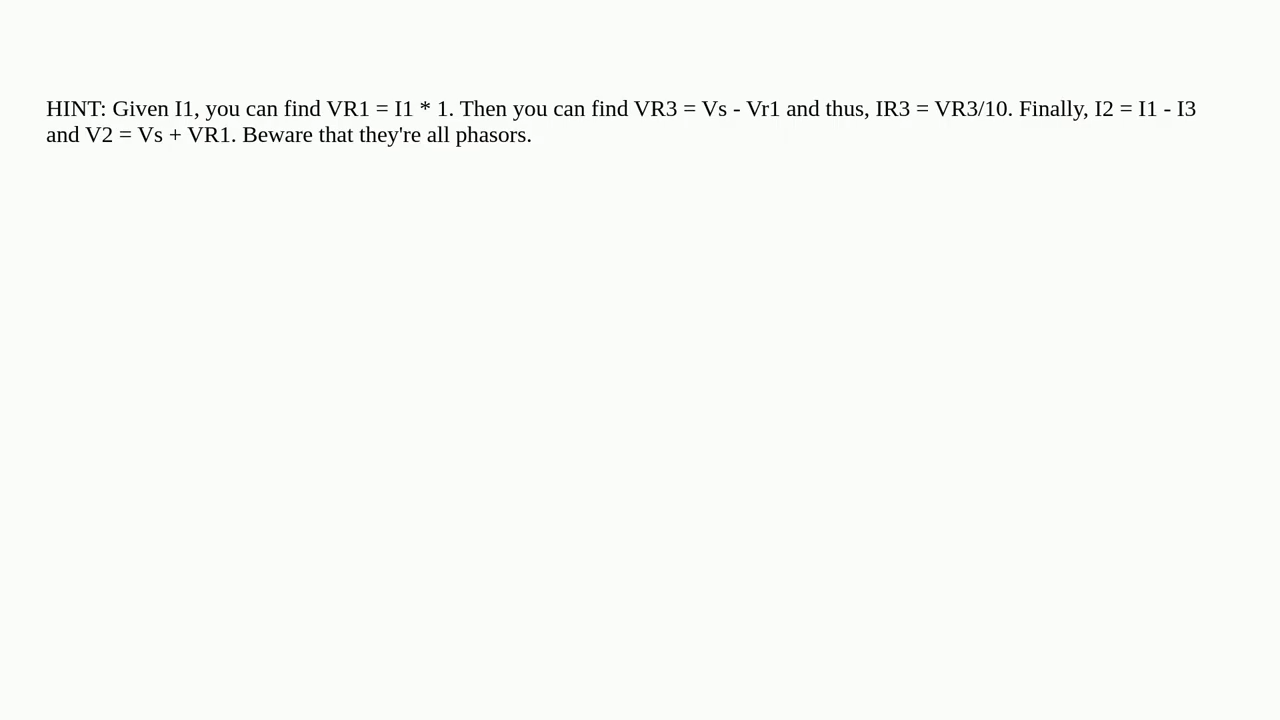 HINT: Given I1, you can find VR1 = I1 * 1. Then you can find VR3 = Vs - Vr1 and thus, IR3 = VR3/10. Finally, I2 = I1 - I3
and V2 = Vs + VR1. Beware that they're all phasors.